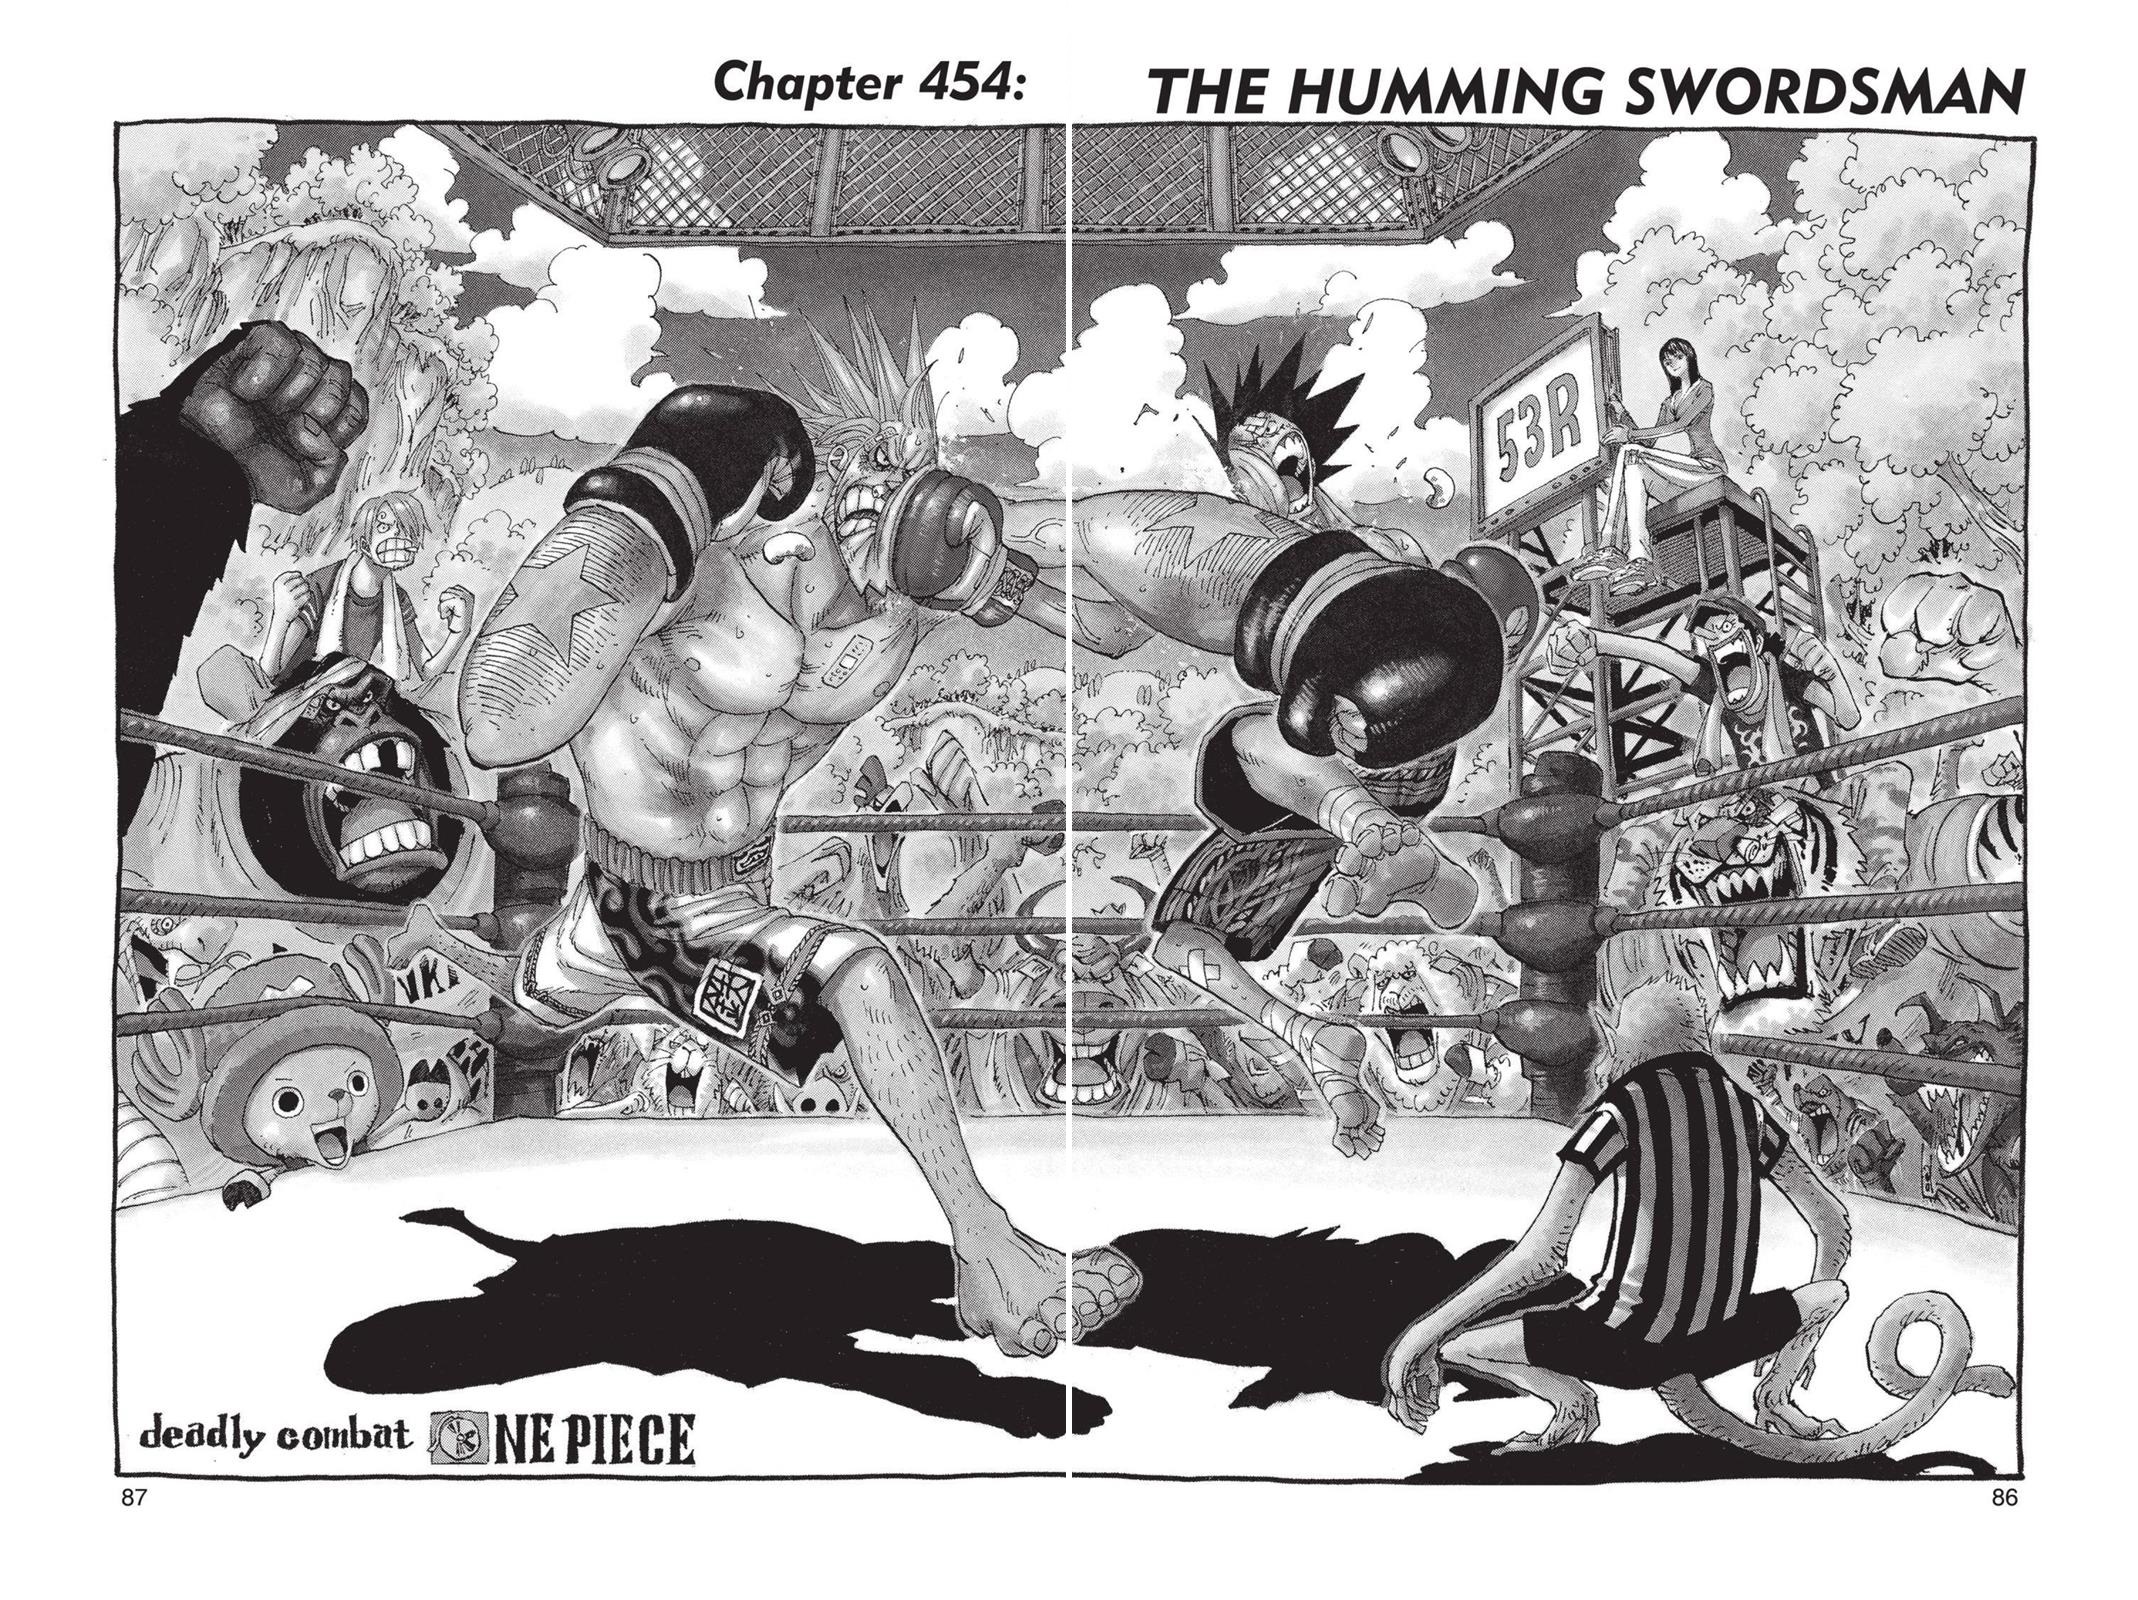 Chapter 454:
THE HUMMING SWORDSMAN
53R
deadly combat ONE PIECE
87
86